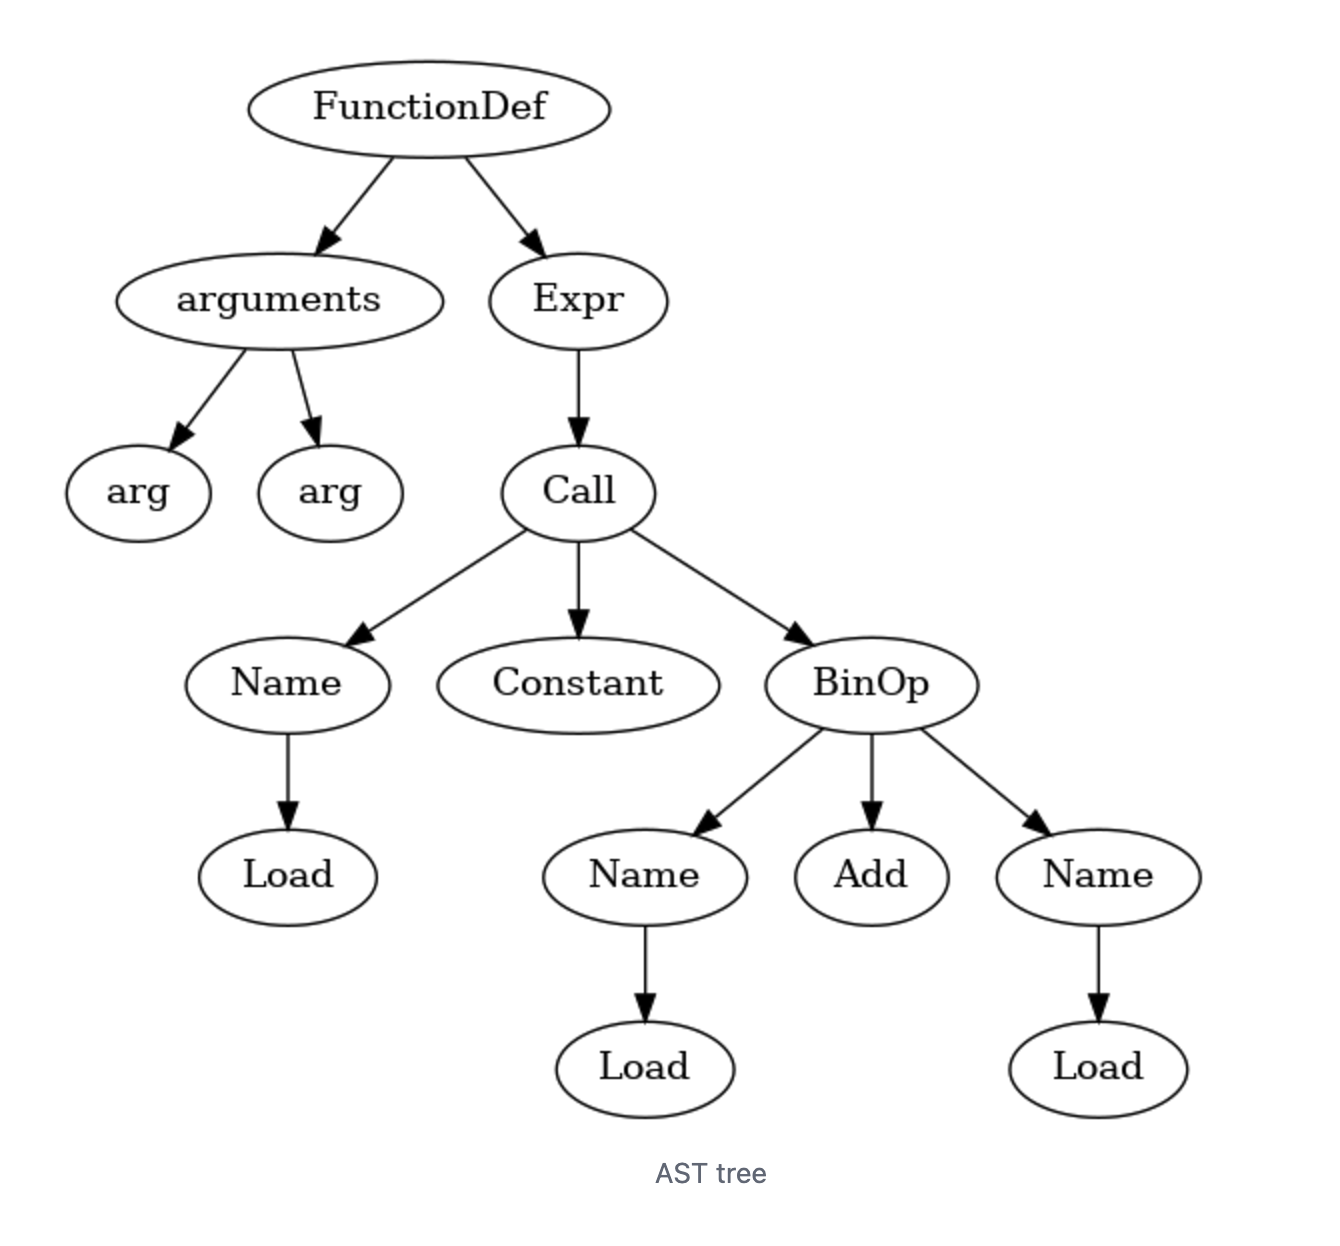 FunctionDef
arguments
Expr
arg
arg
Call
Name
Constant
BinOp
Load
Name
Add
Name
Load
Load
AST tree